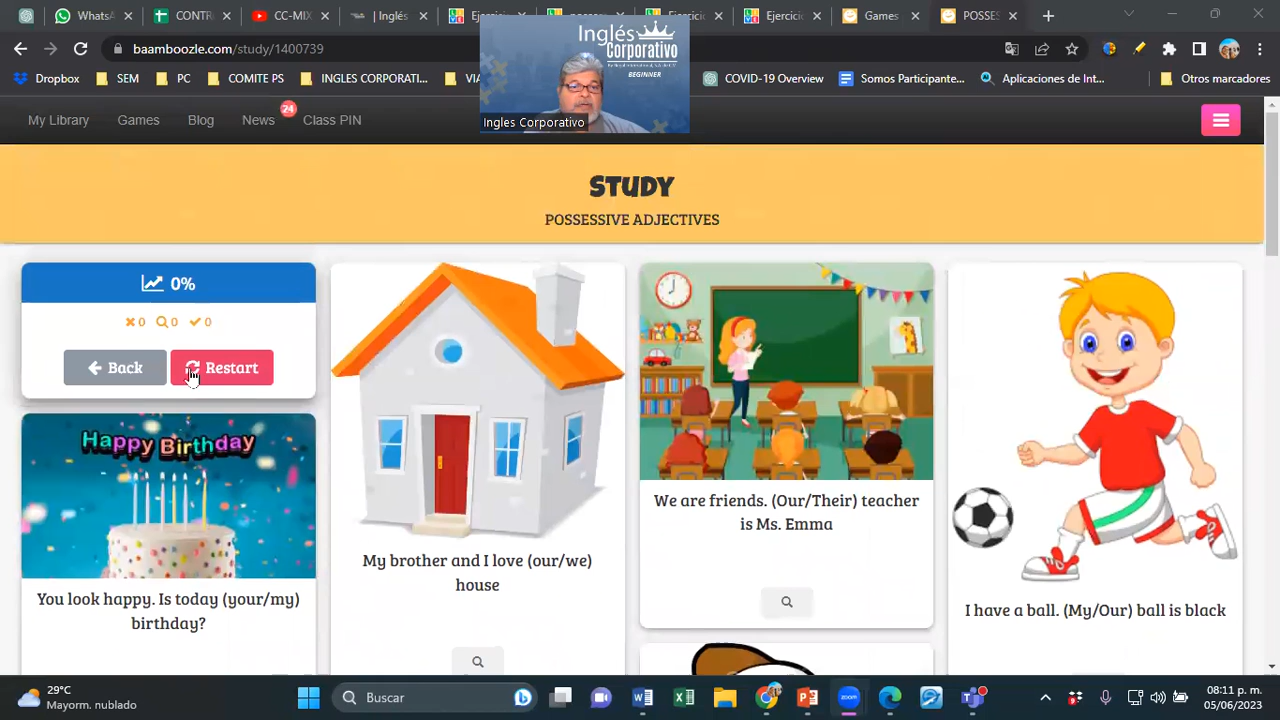 WhatsA
CONTR
CC-MIX
Inglés
Ejerci
Ejercicio
Ejercic
Games
POSSES
baamboozle.com/study/1400739
Dropbox
SEM
PC
COMITE PS
INGLES CORPORATI...
VIA
COVID-19 Overview
Somos Participante...
Aplicaciones de Int...
Otros marcadores
Inglés
Corporativo
BEGINNER
Ingles Corporativo
My Library
Games
Blog
News
24
Class PIN
STUDY
POSSESSIVE ADJECTIVES
0%
0
0
0
Back
Restart
Happy Birthday
You look happy. Is today (your/my)
birthday?
My brother and I love (our/we)
house
We are friends. (Our/Their) teacher
is Ms. Emma
I have a ball. (My/Our) ball is black
29°C
Mayorm. nublado
Buscar
08:11 p. m.
05/06/2023